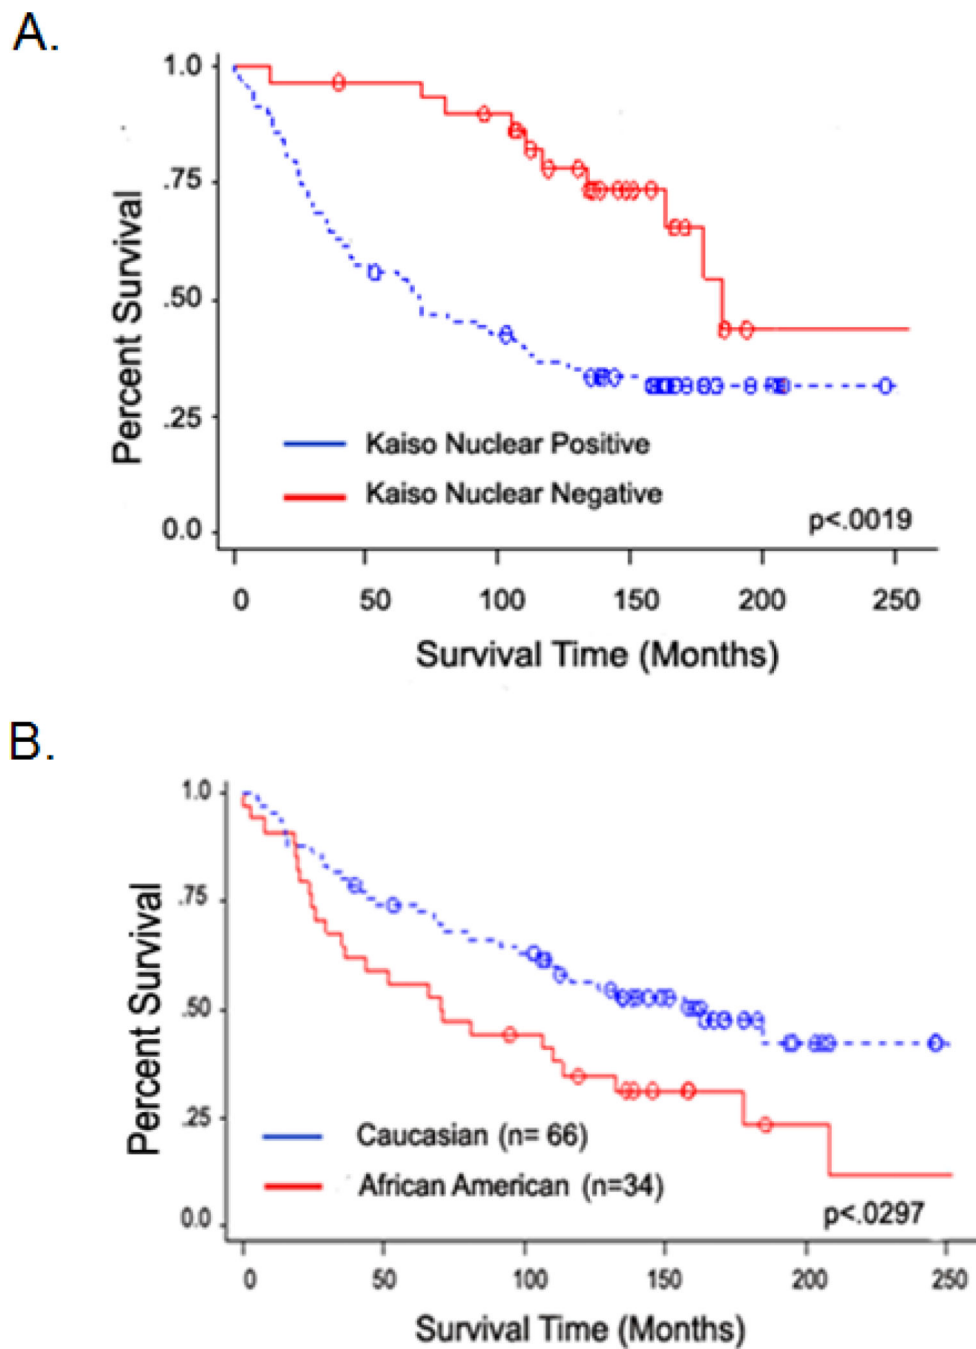 A.
1.0
.75
.50
.25
0.0
Percent Survival
Kaiso Nuclear Positive
Kaiso Nuclear Negative
p<.0019
0 50 100 150 200 250
Survival Time (Months)
B.
1.0
.75
.50
.25
0.0
Percent Survival
Caucasian (n= 66)
African American (n=34)
p<.0297
0 50 100 150 200 250
Survival Time (Months)